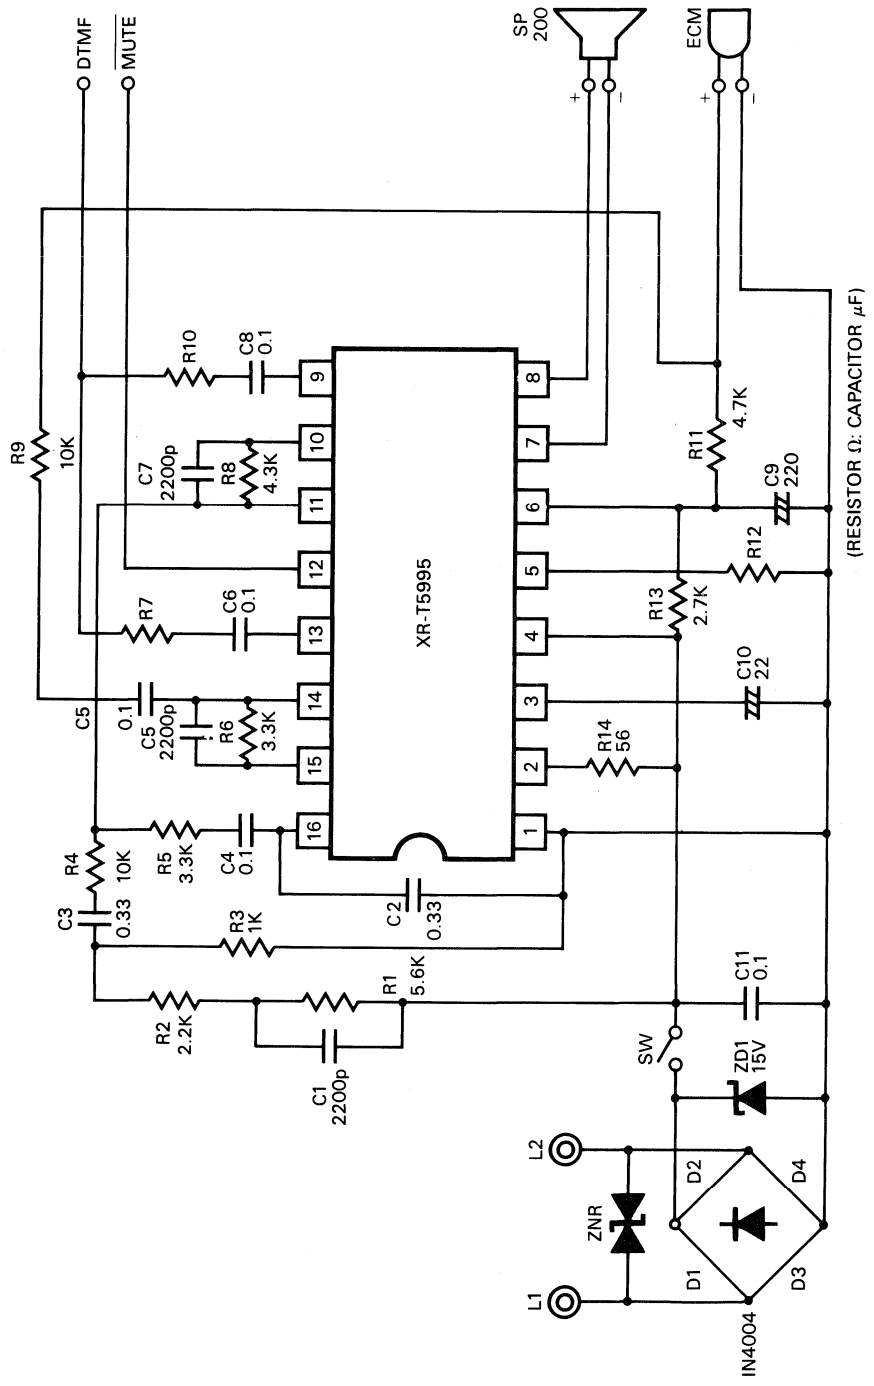 DTMF
MUTE
SP
200
ECM
+
−
+
−
R9
10K
R10
C8
0.1
C7
2200p
R8
4.3K
R7
C6
0.1
C5
0.1
C5
2200p
R6
3.3K
R4
10K
R5
3.3K
C4
0.1
C3
0.33
R3
1K
C2
0.33
R2
2.2K
R1
5.6K
C1
2200p
16
15
14
13
12
11
10
9
XR-T5995
1
2
3
4
5
6
7
8
R14
56
C10
22
R13
2.7K
R12
R11
4.7K
C9
220
C11
0.1
SW
ZD1
15V
L2
L1
ZNR
D1
D2
D3
D4
IN4004
(RESISTOR Ω: CAPACITOR μF)